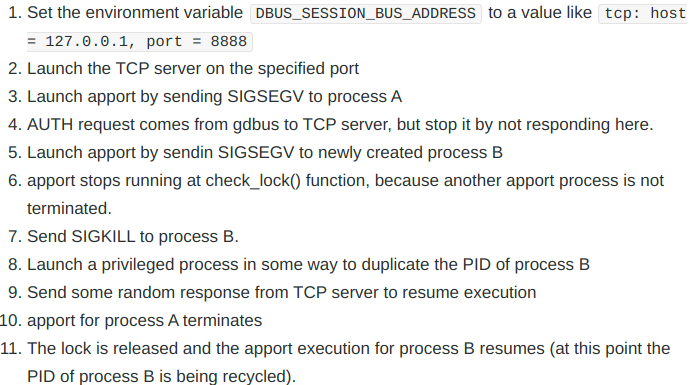 1. Set the environment variable DBUS_SESSION_BUS_ADDRESS to a value like tcp: host
= 127.0.0.1, port = 8888
2. Launch the TCP server on the specified port
3. Launch apport by sending SIGSEGV to process A
4. AUTH request comes from gdbus to TCP server, but stop it by not responding here.
5. Launch apport by sendin SIGSEGV to newly created process B
6. apport stops running at check_lock() function, because another apport process is not
terminated.
7. Send SIGKILL to process B.
8. Launch a privileged process in some way to duplicate the PID of process B
9. Send some random response from TCP server to resume execution
10. apport for process A terminates
11. The lock is released and the apport execution for process B resumes (at this point the
PID of process B is being recycled).